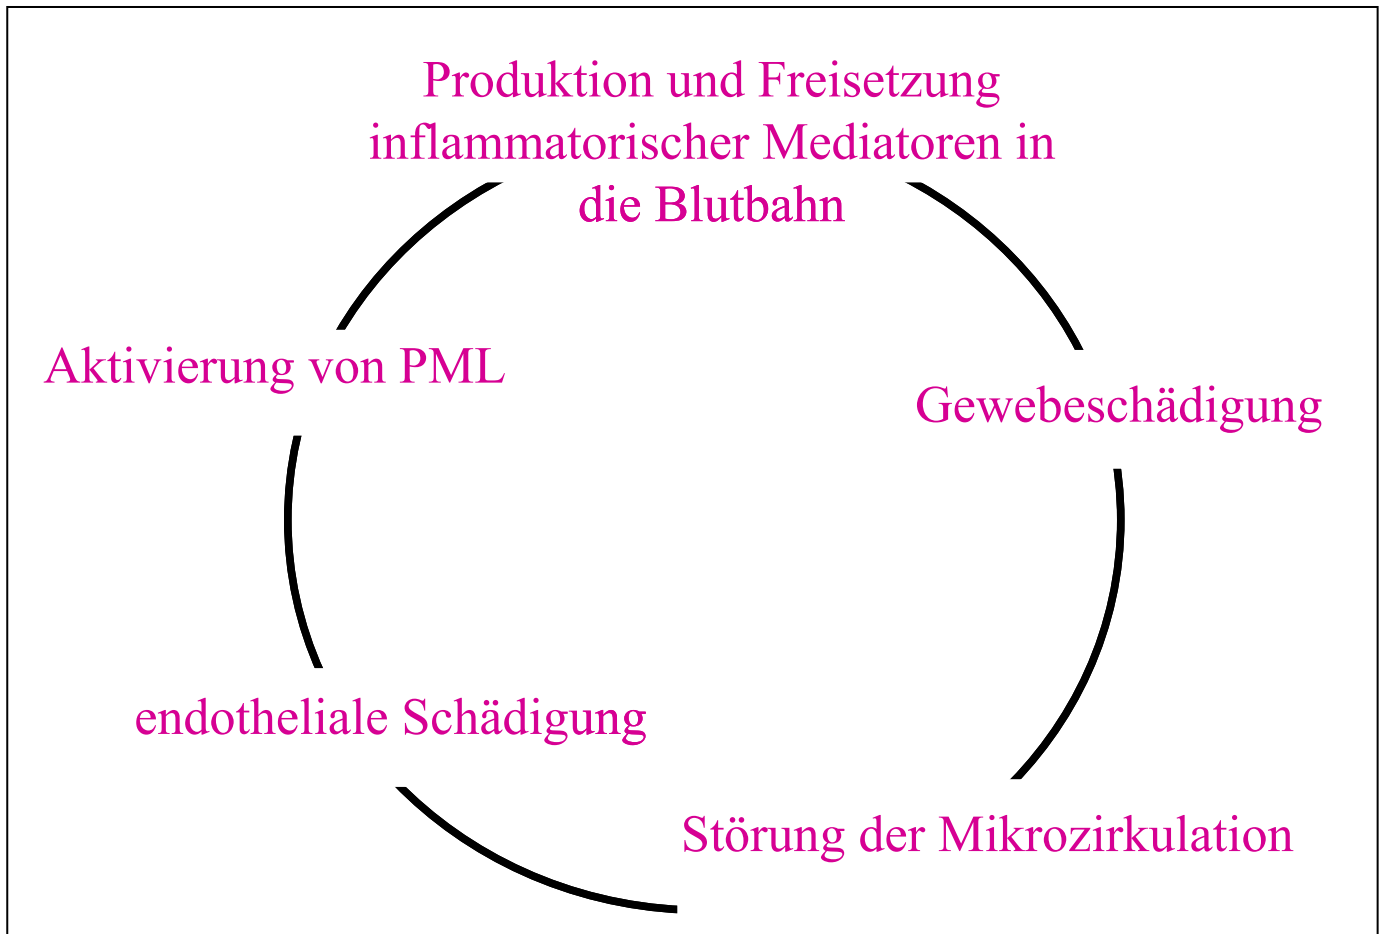 Produktion und Freisetzung
inflammatorischer Mediatoren in
die Blutbahn
Aktivierung von PML
Gewebeschädigung
endotheliale Schädigung
Störung der Mikrozirkulation